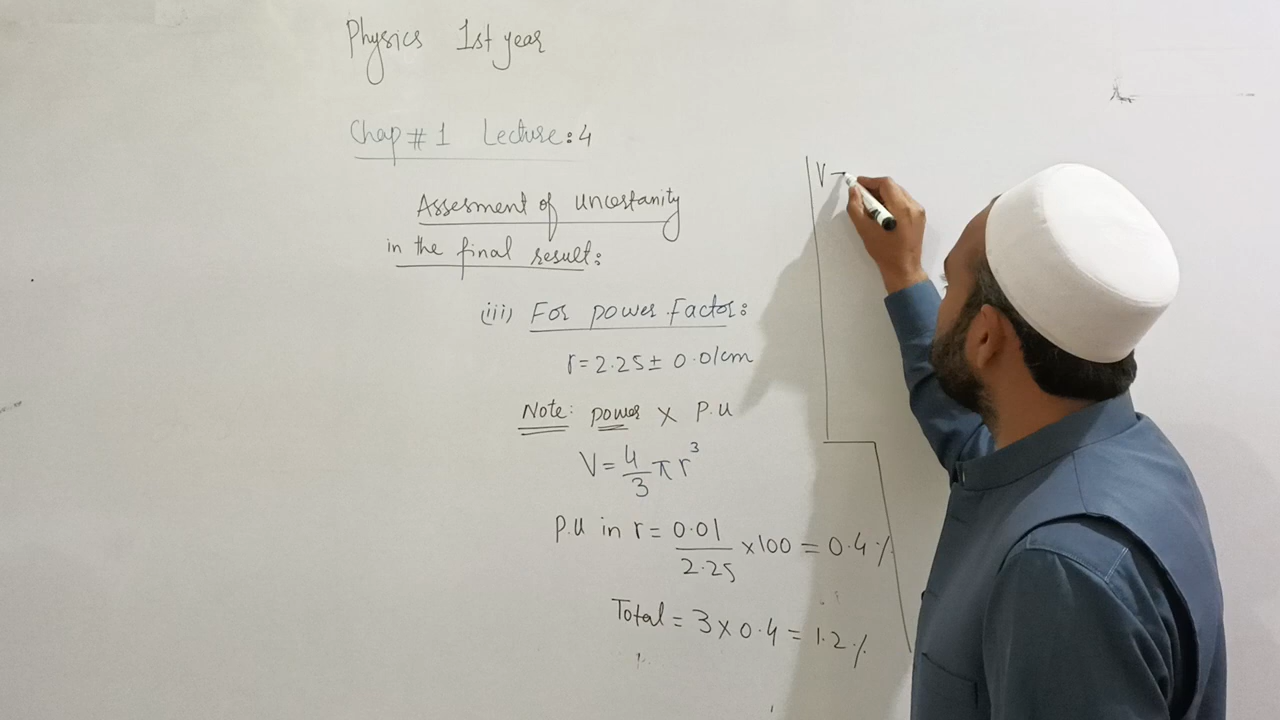 Physics 1st year
Chap # 1 Lecture: 4
Assesment of uncertanity
in the final result:
(iii) For power Factor:
r = 2.25 ± 0.01cm
Note: power × P.U
V = 4/3 π r³
P.U in r = 0.01/2.25 × 100 = 0.4 %
Total = 3 × 0.4 = 1.2 %
V